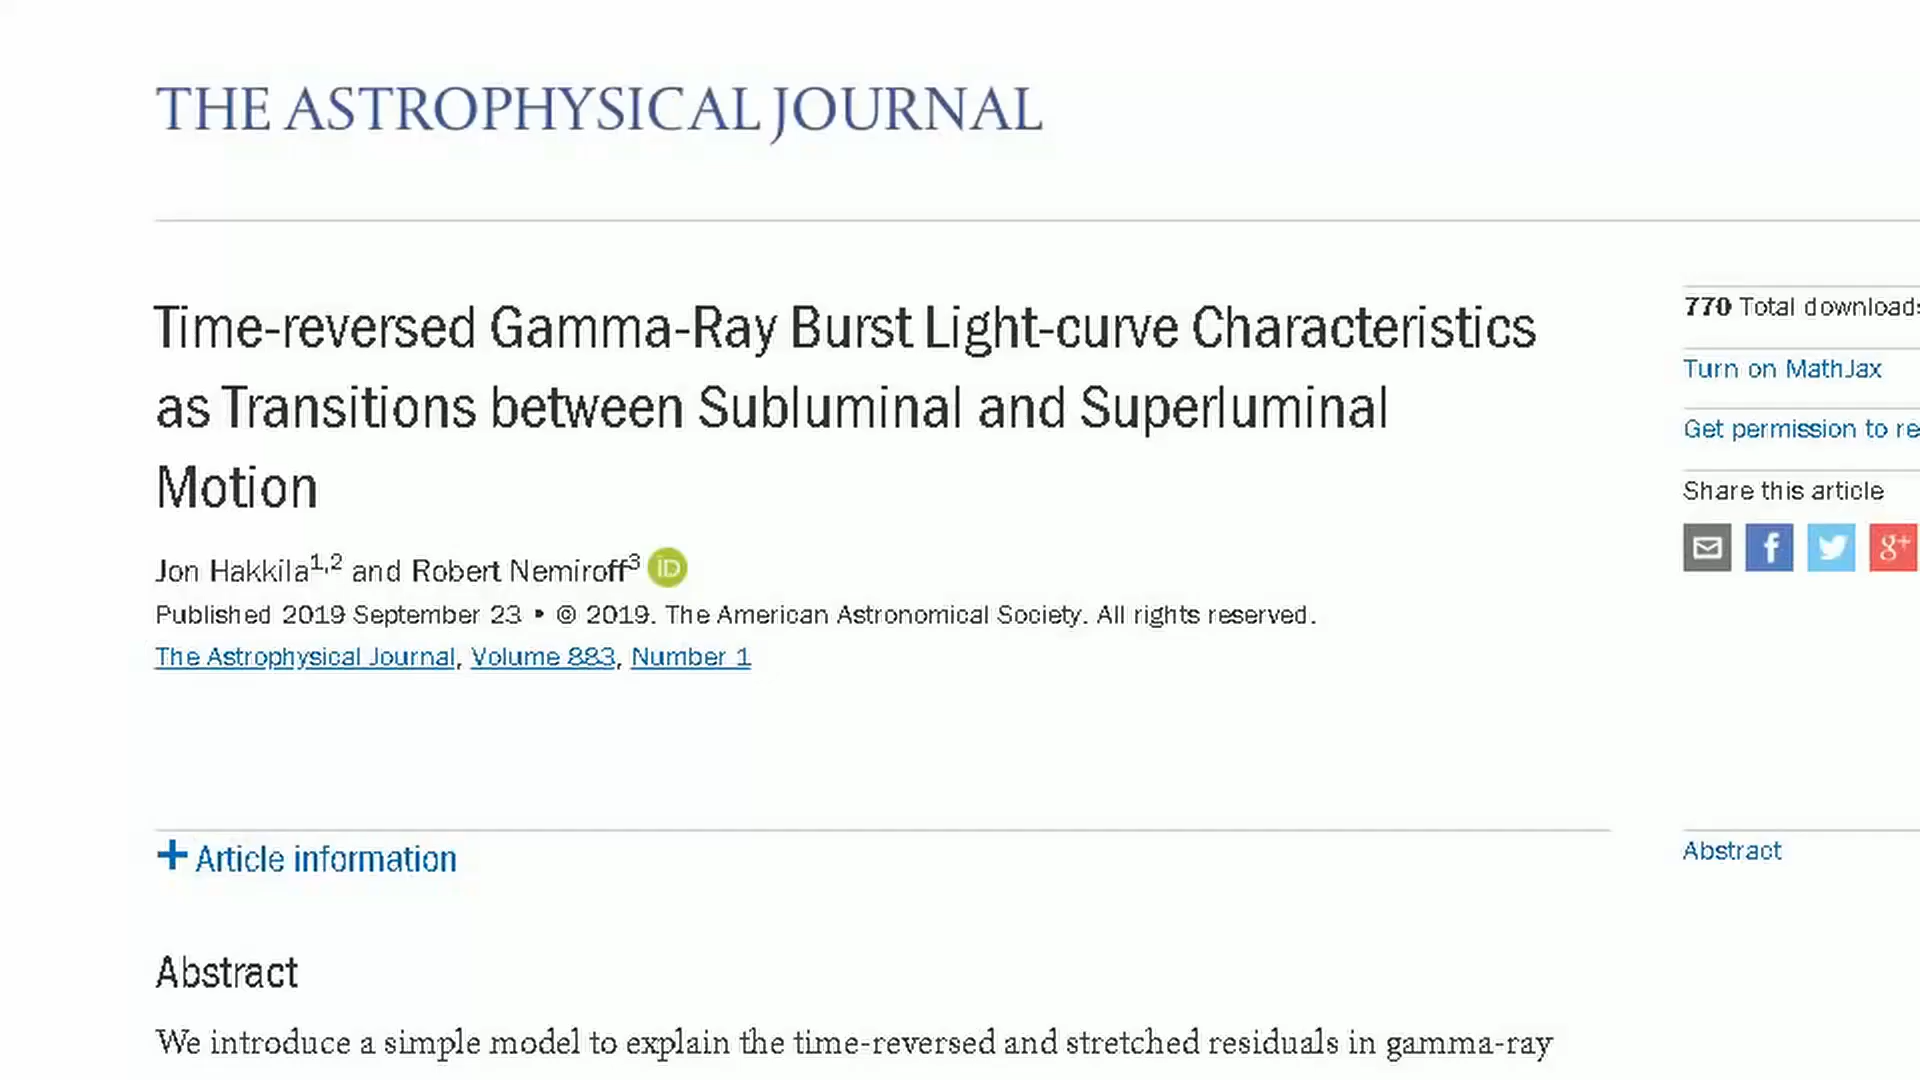 THE ASTROPHYSICAL JOURNAL
Time-reversed Gamma-Ray Burst Light-curve Characteristics
as Transitions between Subluminal and Superluminal
Motion
Jon Hakkila1,2 and Robert Nemiroff3 iD
Published 2019 September 23 • © 2019. The American Astronomical Society. All rights reserved.
The Astrophysical Journal, Volume 883, Number 1
+ Article information
Abstract
We introduce a simple model to explain the time-reversed and stretched residuals in gamma-ray
770 Total downloads
Turn on MathJax
Get permission to re
Share this article
f
g+
Abstract